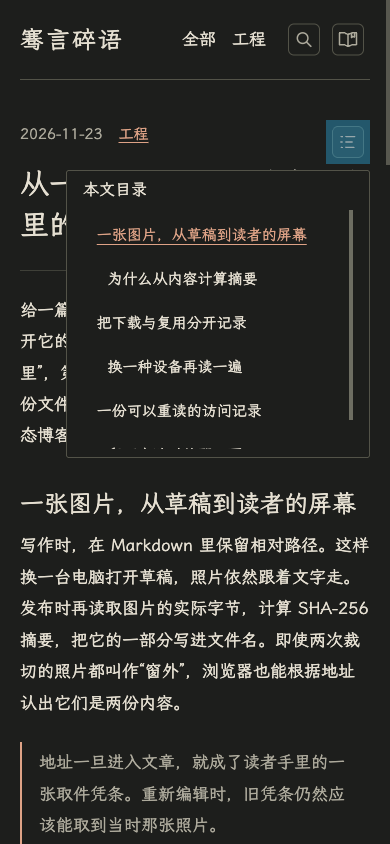 骞言碎语
全部 工程
2026-11-23 工程
从一
里的
本文目录
一张图片，从草稿到读者的屏幕
为什么从内容计算摘要
把下载与复用分开记录
换一种设备再读一遍
一份可以重读的访问记录
给一篇
开它的
里”，
份文件
态博客
一张图片，从草稿到读者的屏幕
写作时，在 Markdown 里保留相对路径。这样
换一台电脑打开草稿，照片依然跟着文字走。
发布时再读取图片的实际字节，计算 SHA-256
摘要，把它的一部分写进文件名。即使两次裁
切的照片都叫作“窗外”，浏览器也能根据地址
认出它们是两份内容。
地址一旦进入文章，就成了读者手里的一
张取件凭条。重新编辑时，旧凭条仍然应
该能取到当时那张照片。